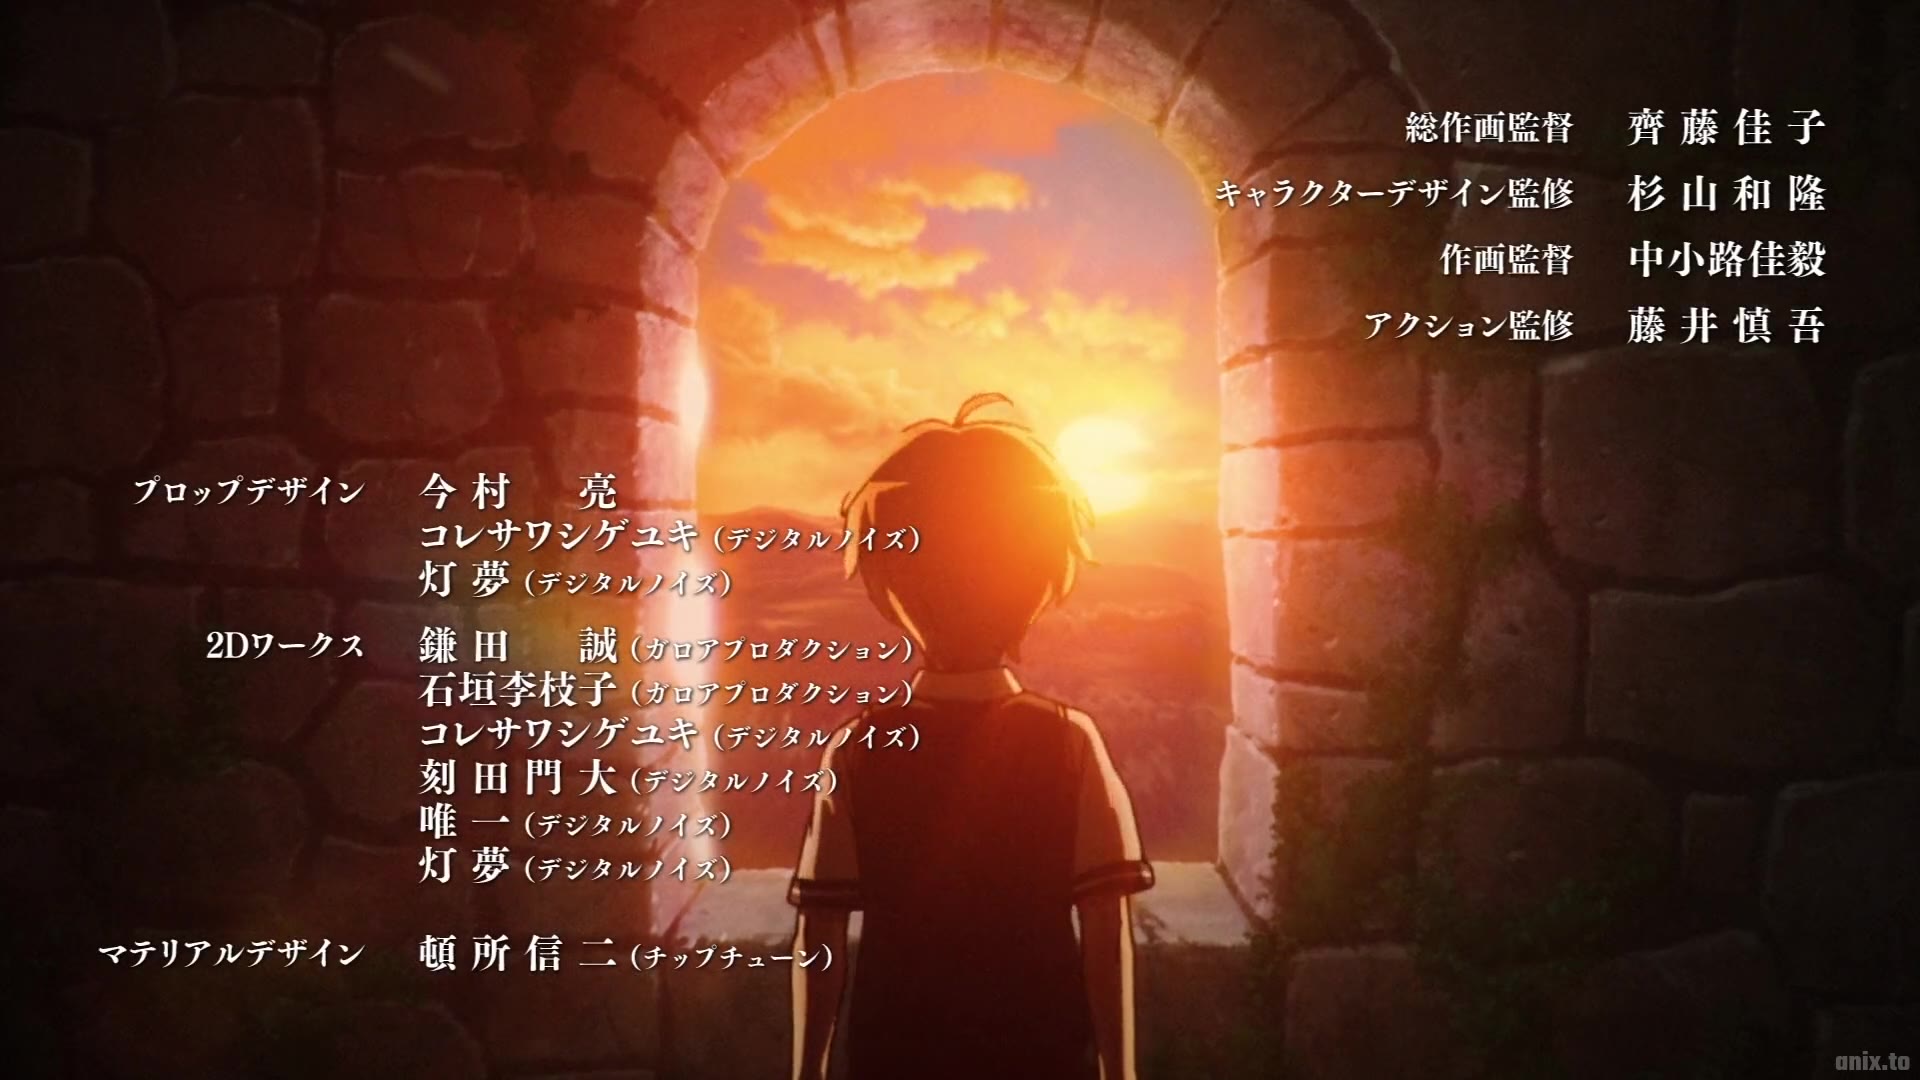 総作画監督 齊藤佳子
キャラクターデザイン監修 杉山和隆
作画監督 中小路佳毅
アクション監修 藤井慎吾
プロップデザイン 今村 亮
コレサワシゲユキ（デジタルノイズ）
灯夢（デジタルノイズ）
2Dワークス 鎌田 誠（ガロアプロダクション）
石垣李枝子（ガロアプロダクション）
コレサワシゲユキ（デジタルノイズ）
刻田門大（デジタルノイズ）
唯一（デジタルノイズ）
灯夢（デジタルノイズ）
マテリアルデザイン 頓所信二（チップチューン）
anix.to